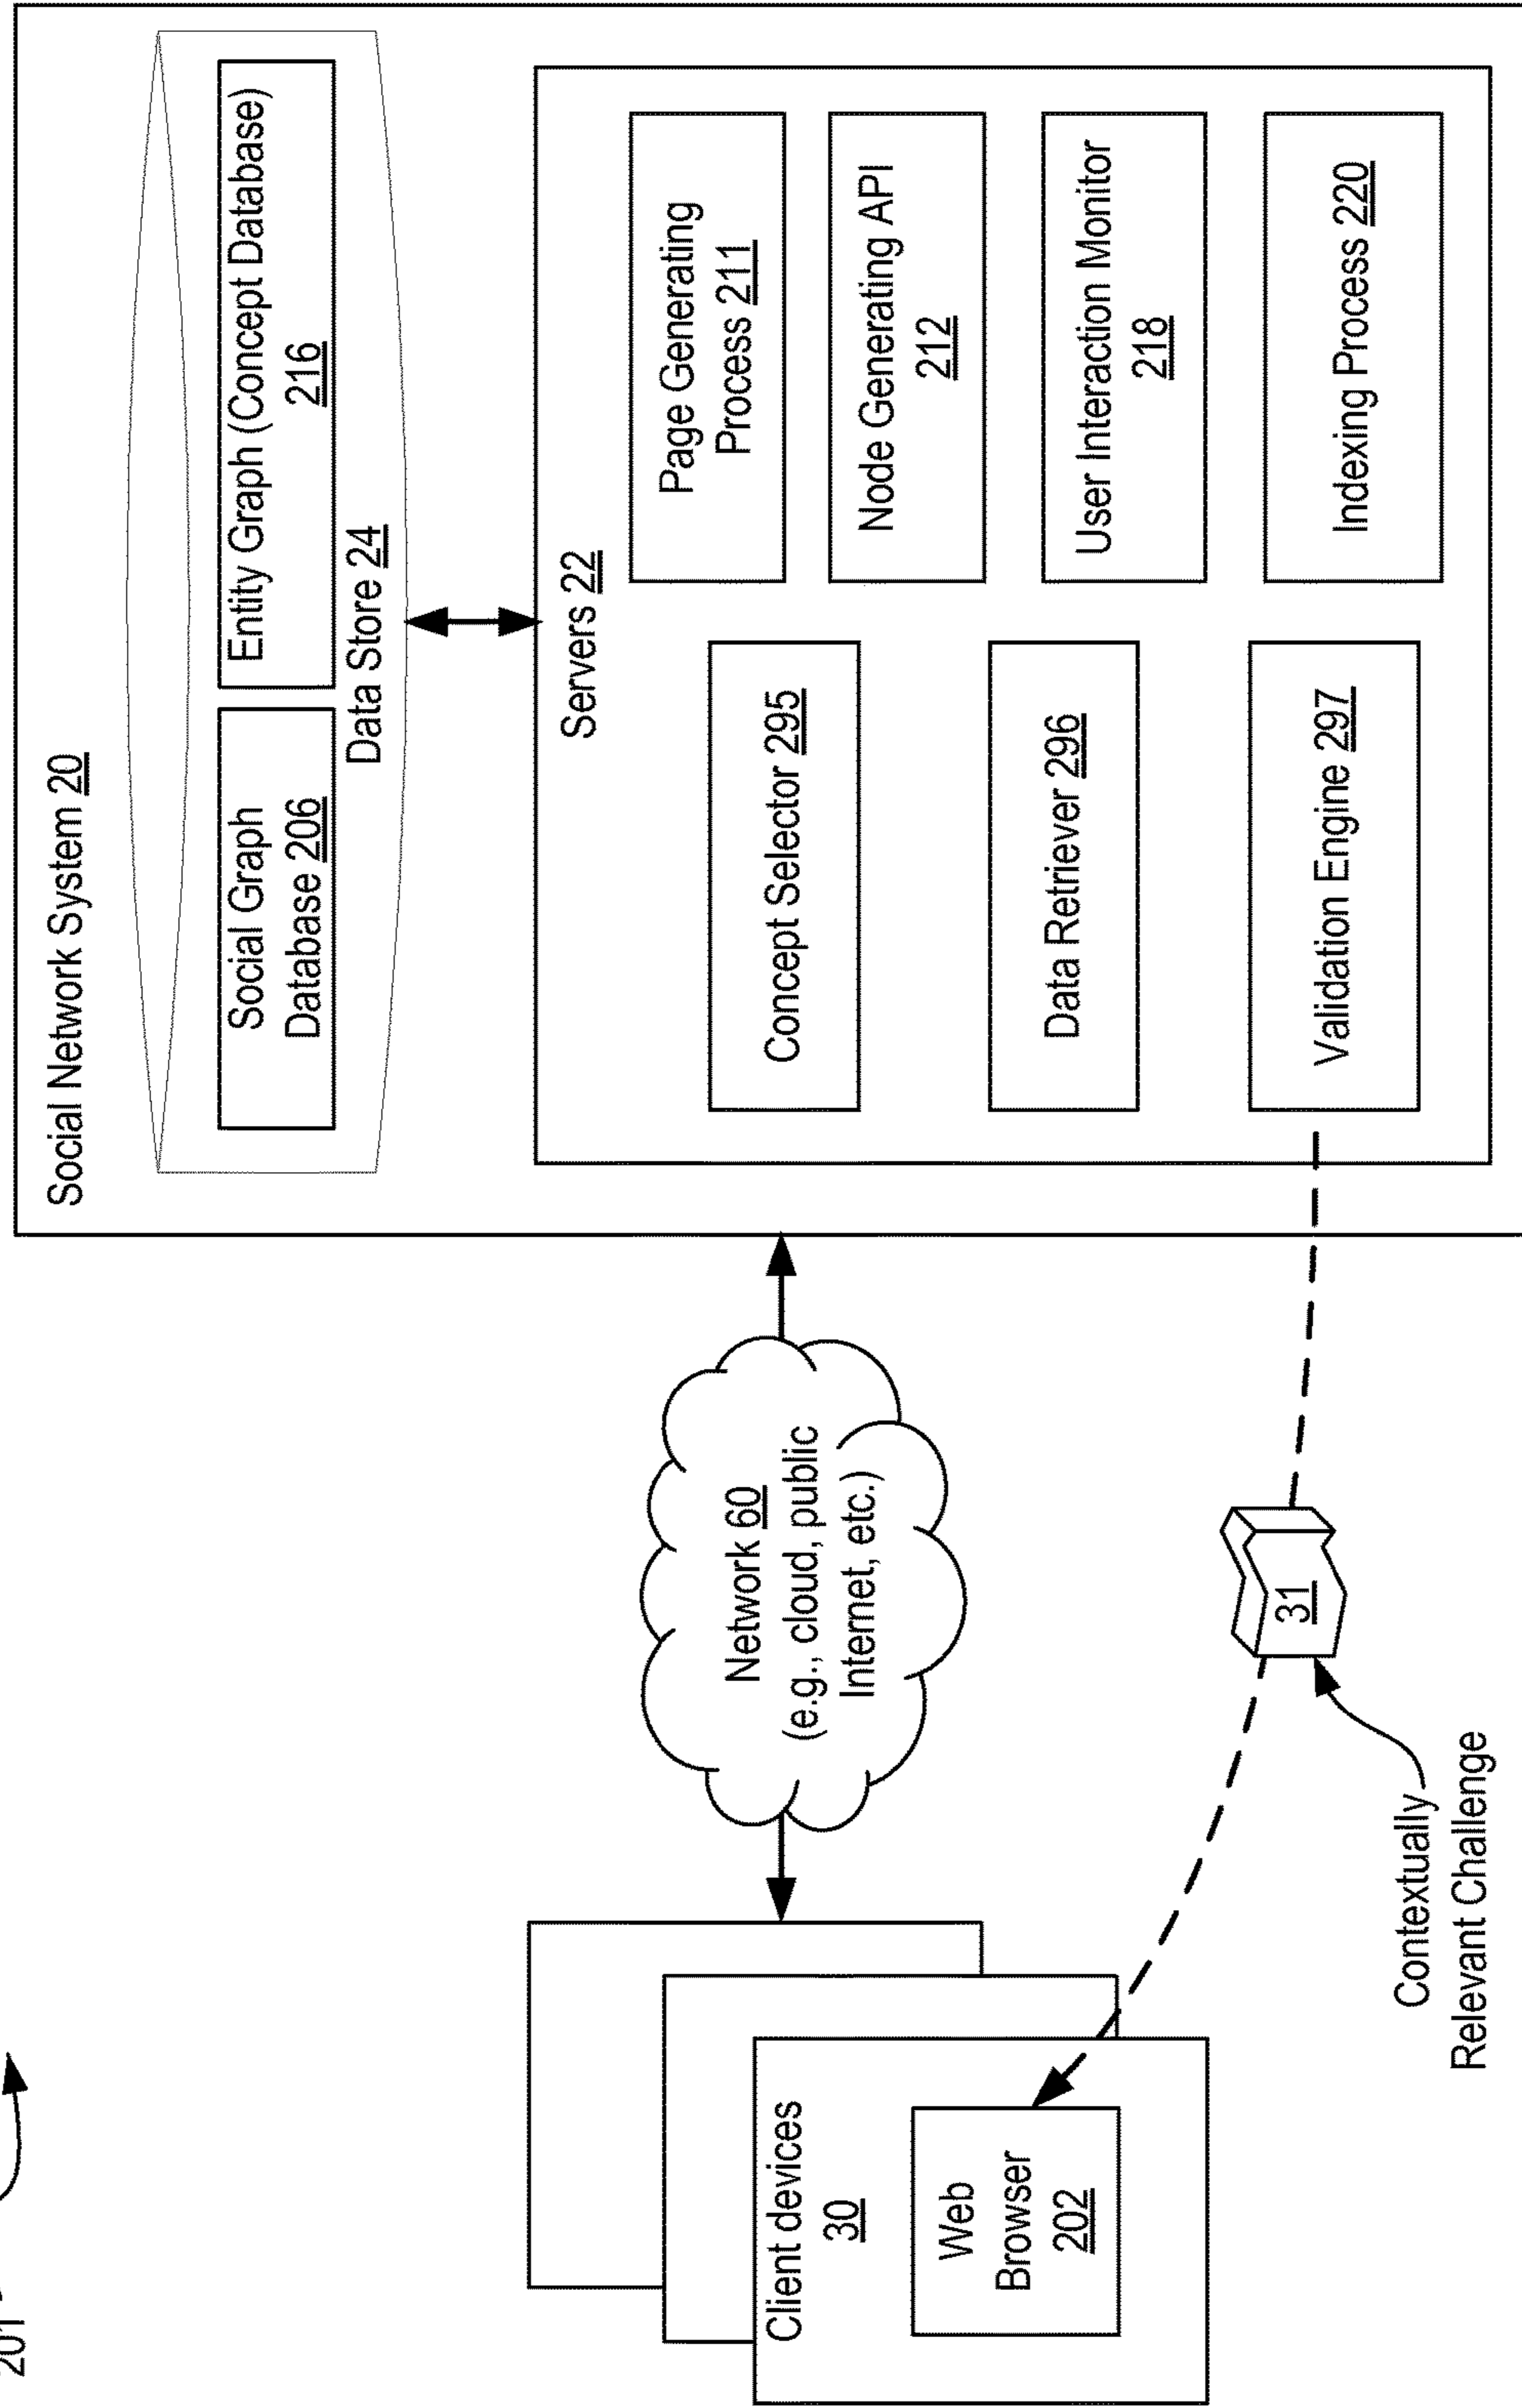 201
Social Network System 20
Social Graph
Database 206
Entity Graph (Concept Database)
216
Data Store 24
Servers 22
Concept Selector 295
Data Retriever 296
Validation Engine 297
Page Generating
Process 211
Node Generating API
212
User Interaction Monitor
218
Indexing Process 220
Network 60
(e.g., cloud, public
Internet, etc.)
Client devices
30
Web
Browser
202
31
Contextually
Relevant Challenge